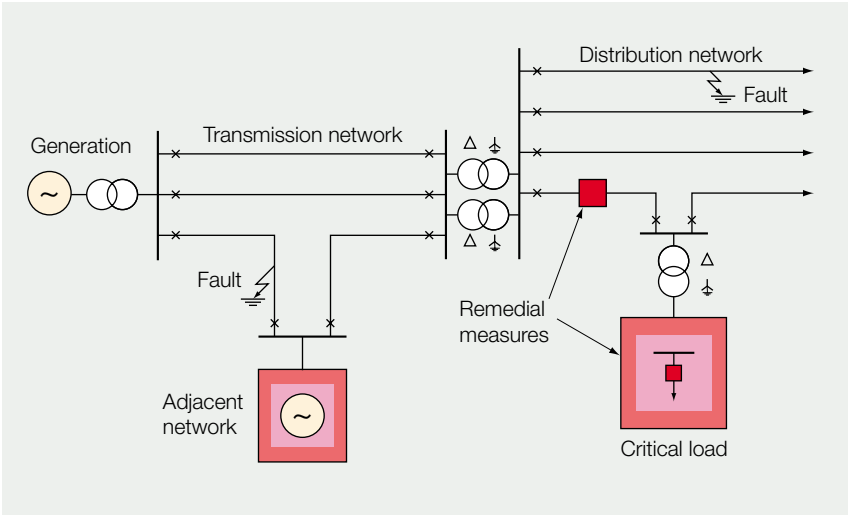 Distribution network
Fault
Transmission network
Generation
~
Δ
Δ
Fault
Δ
Remedial
measures
Adjacent
network
~
Critical load